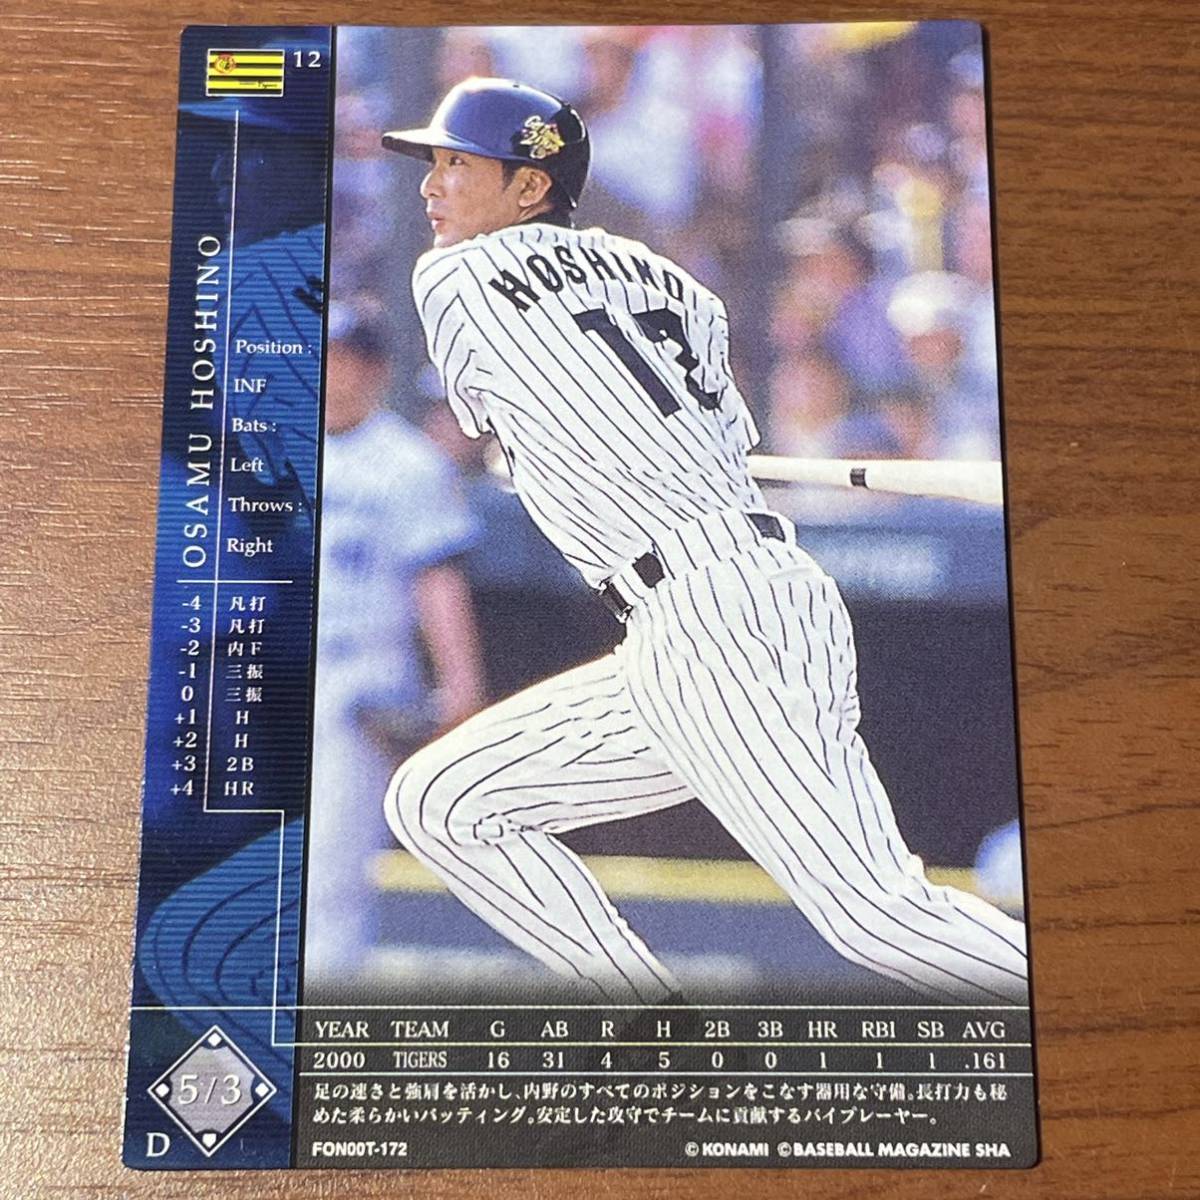 12
OSAMU HOSHINO
Position :
INF
Bats :
Left
Throws :
Right
-4 凡打
-3 凡打
-2 内F
-1 三振
0 三振
+1 H
+2 H
+3 2B
+4 HR
5/3
D
HOSHINO
12
YEAR TEAM G AB R H 2B 3B HR RBI SB AVG
2000 TIGERS 16 31 4 5 0 0 1 1 1 .161
足の速さと強肩を活かし、内野のすべてのポジションをこなす器用な守備。長打力も秘
めた柔らかいバッティング。安定した攻守でチームに貢献するバイプレーヤー。
FON00T-172
©KONAMI ©BASEBALL MAGAZINE SHA